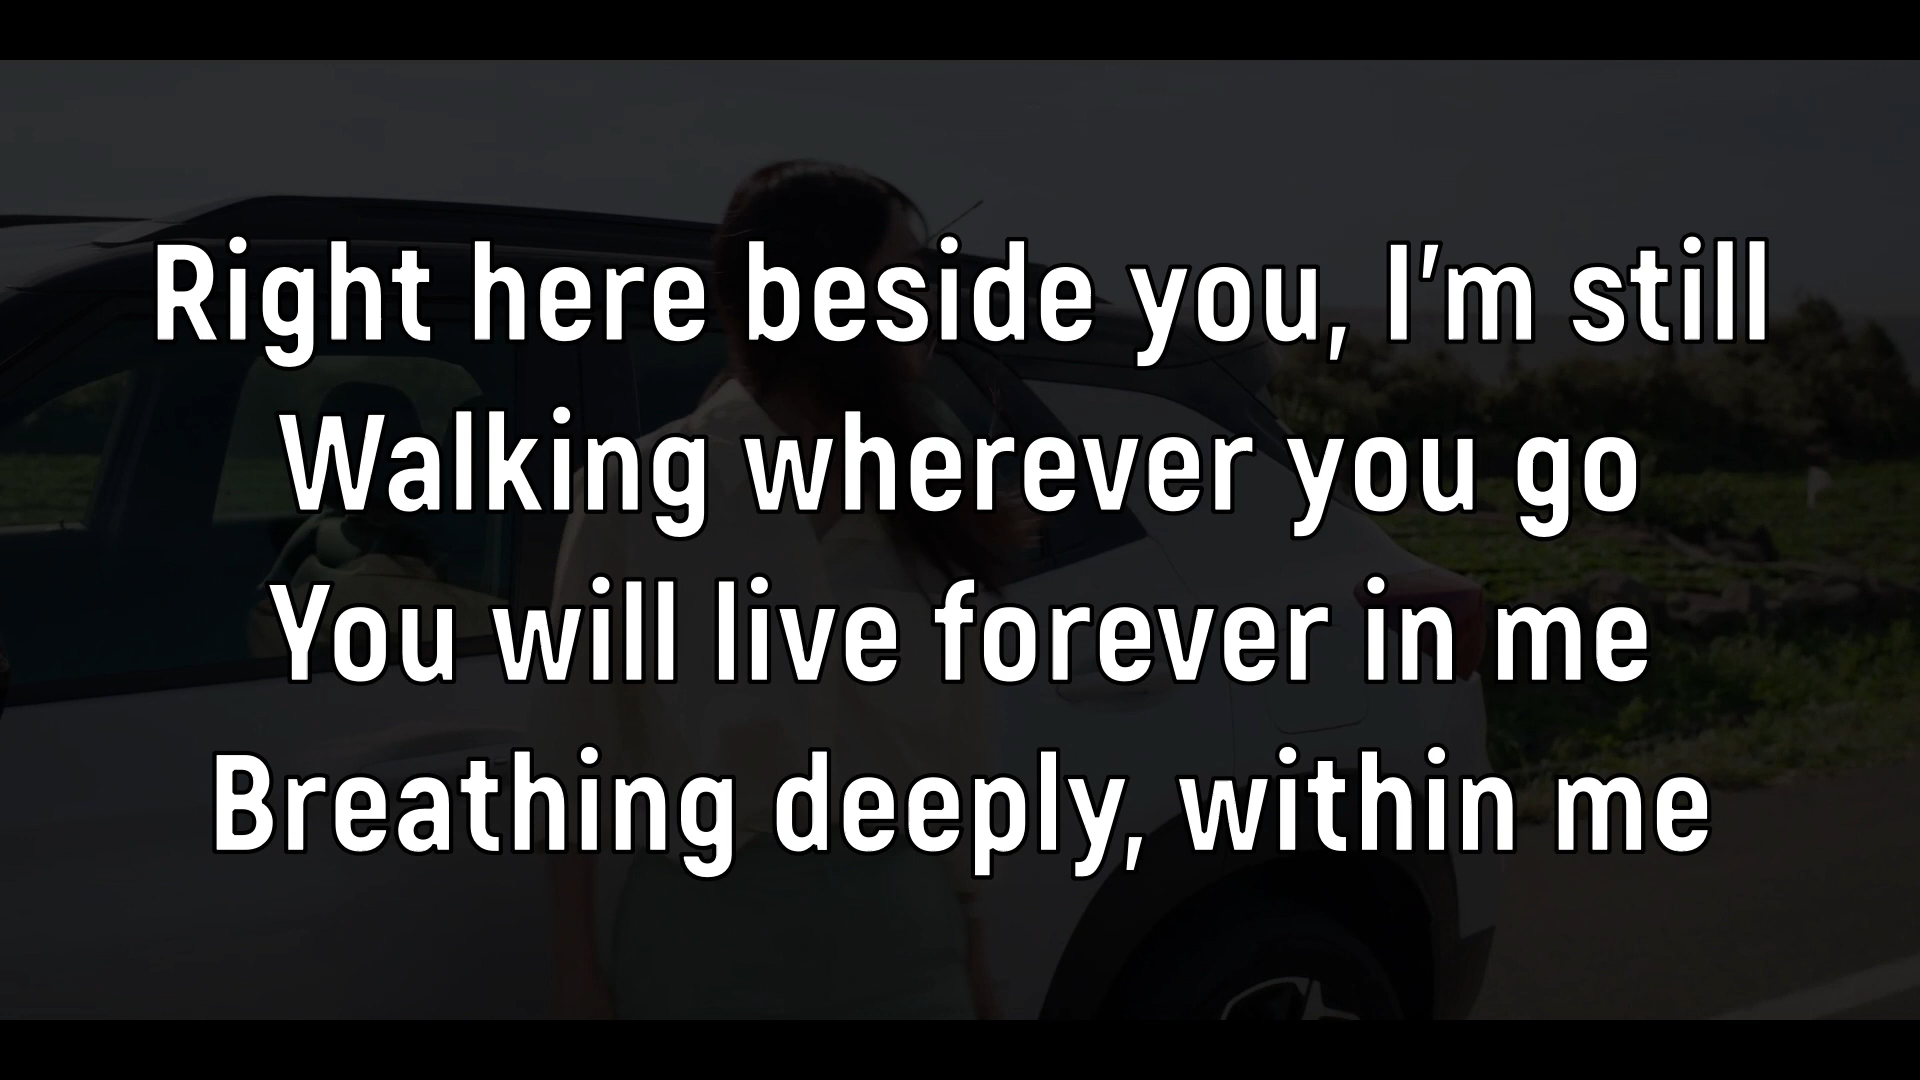 Right here beside you, I'm still
Walking wherever you go
You will live forever in me
Breathing deeply, within me